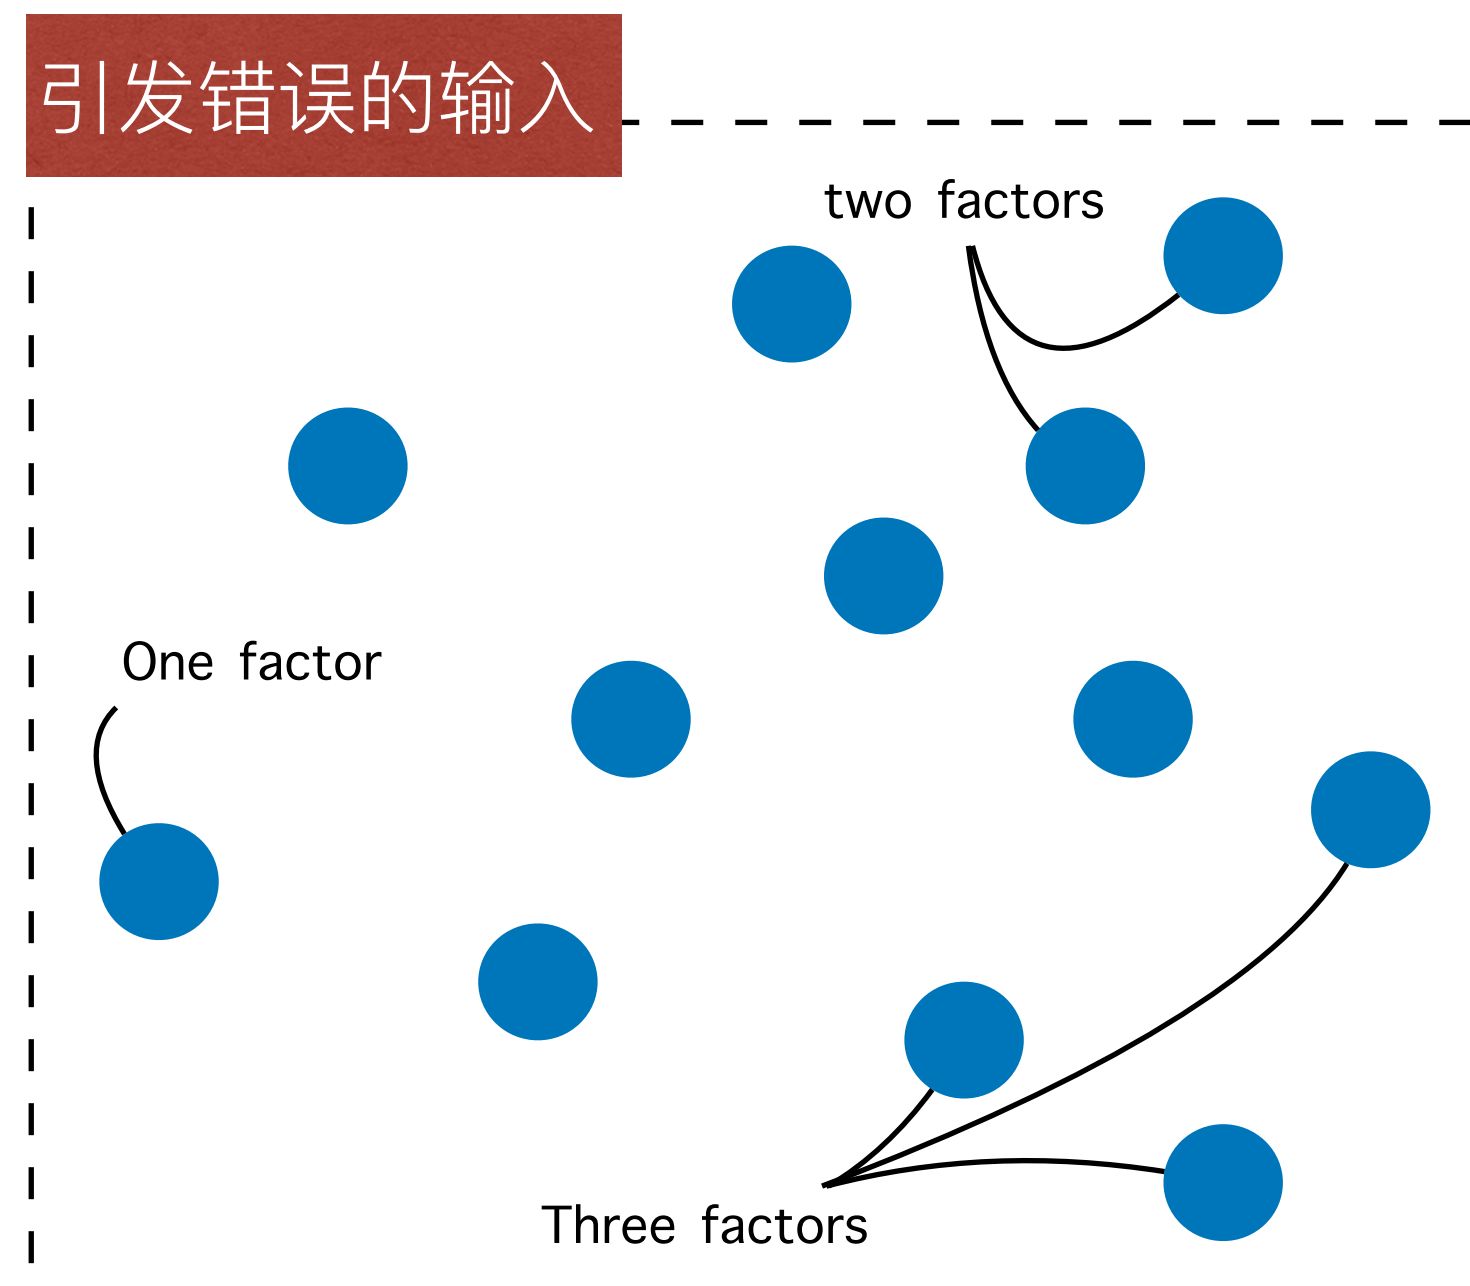 引发错误的输入
two factors
One factor
Three factors